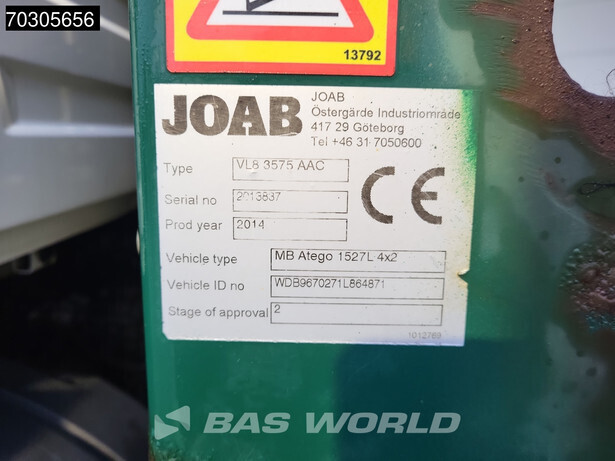 70305656
13792
JOAB
JOAB
Östergärde Industriområde
417 29 Göteborg
Tel +46 31 7050600
Type VL8 3575 AAC
Serial no 2013837
Prod year 2014
CE
Vehicle type MB Atego 1527L 4x2
Vehicle ID no WDB9670271L864871
Stage of approval 2
1012769
BAS WORLD